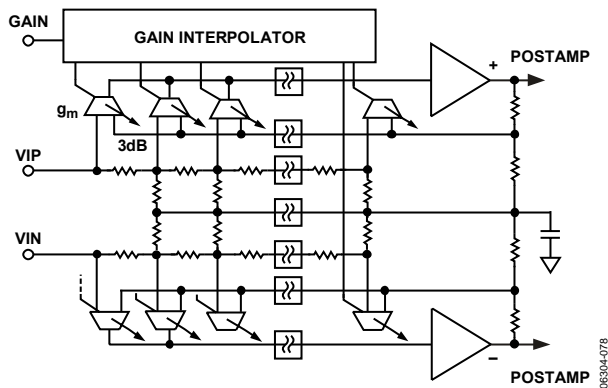 GAIN
GAIN INTERPOLATOR
+
POSTAMP
gm
3dB
VIP
VIN
−
POSTAMP
06304-078